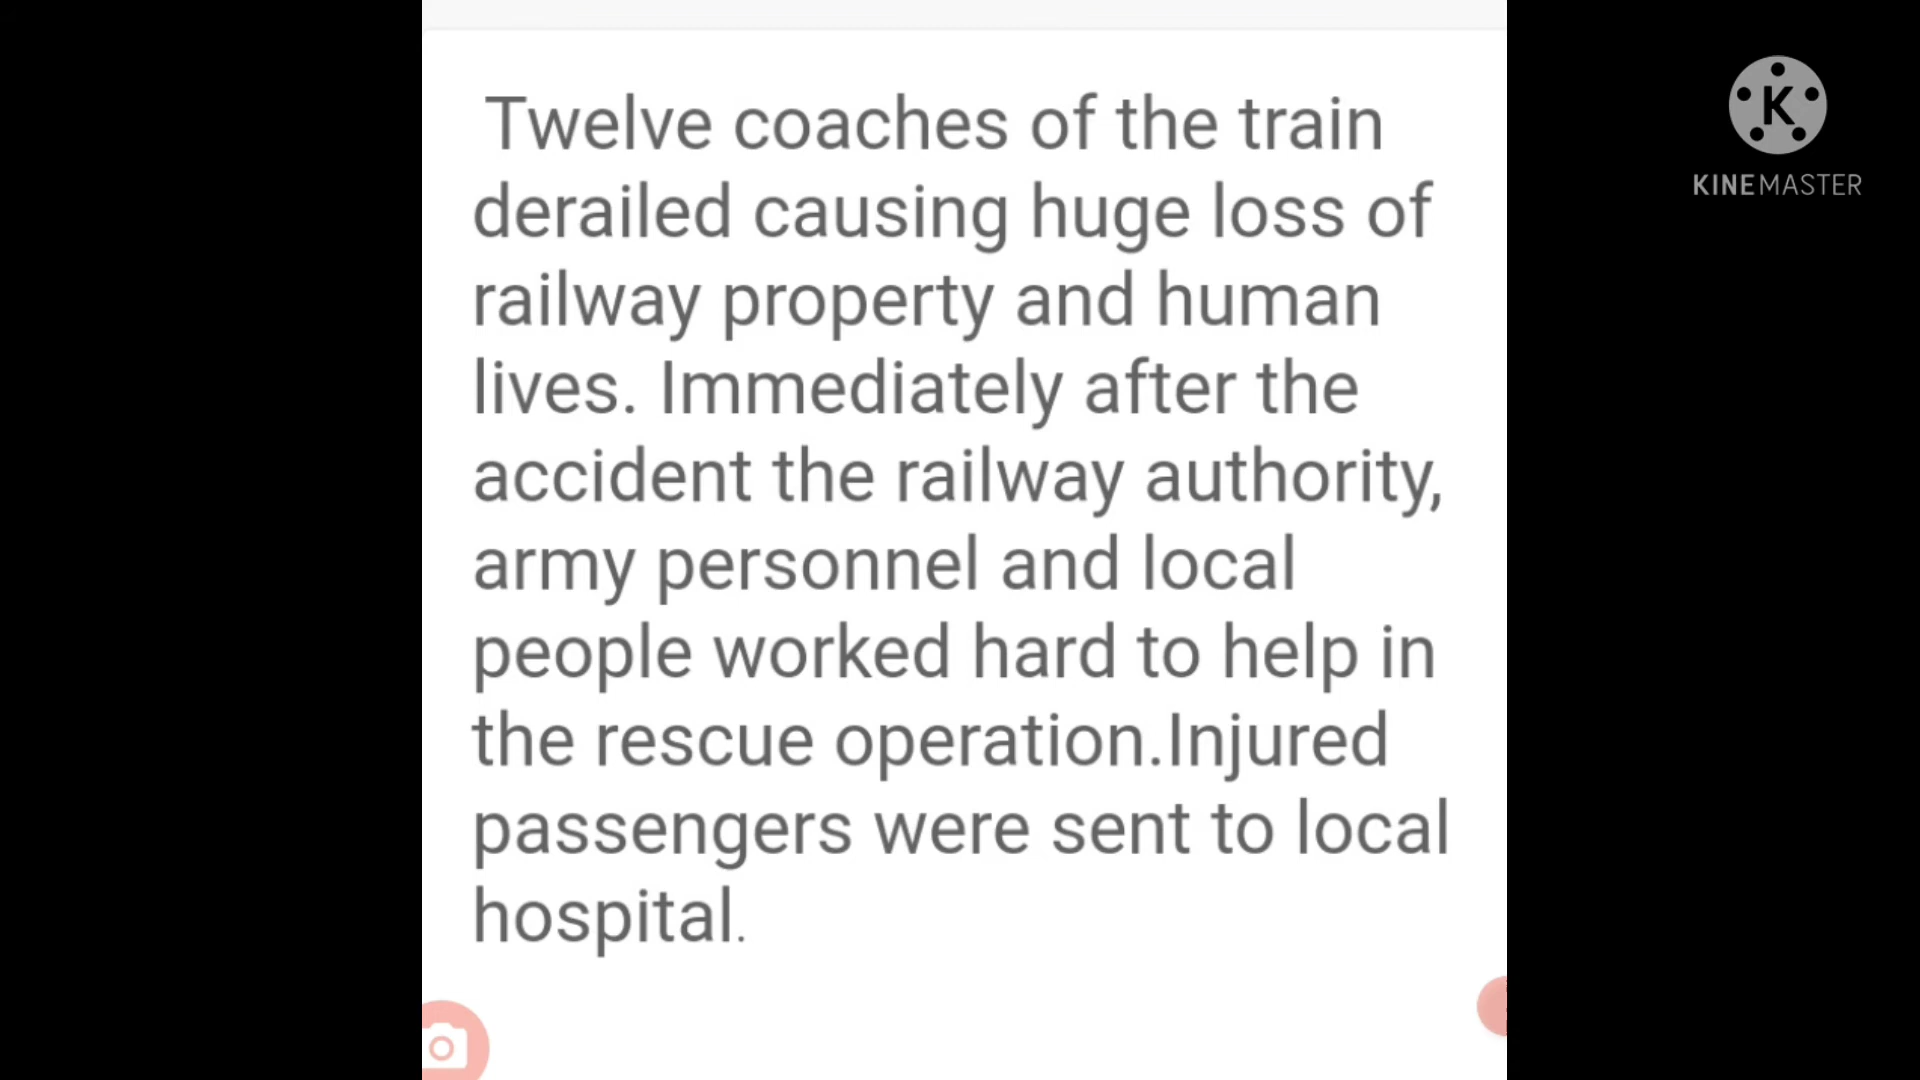 Twelve coaches of the train
derailed causing huge loss of
railway property and human
lives. Immediately after the
accident the railway authority,
army personnel and local
people worked hard to help in
the rescue operation.Injured
passengers were sent to local
hospital.
K
KINEMASTER